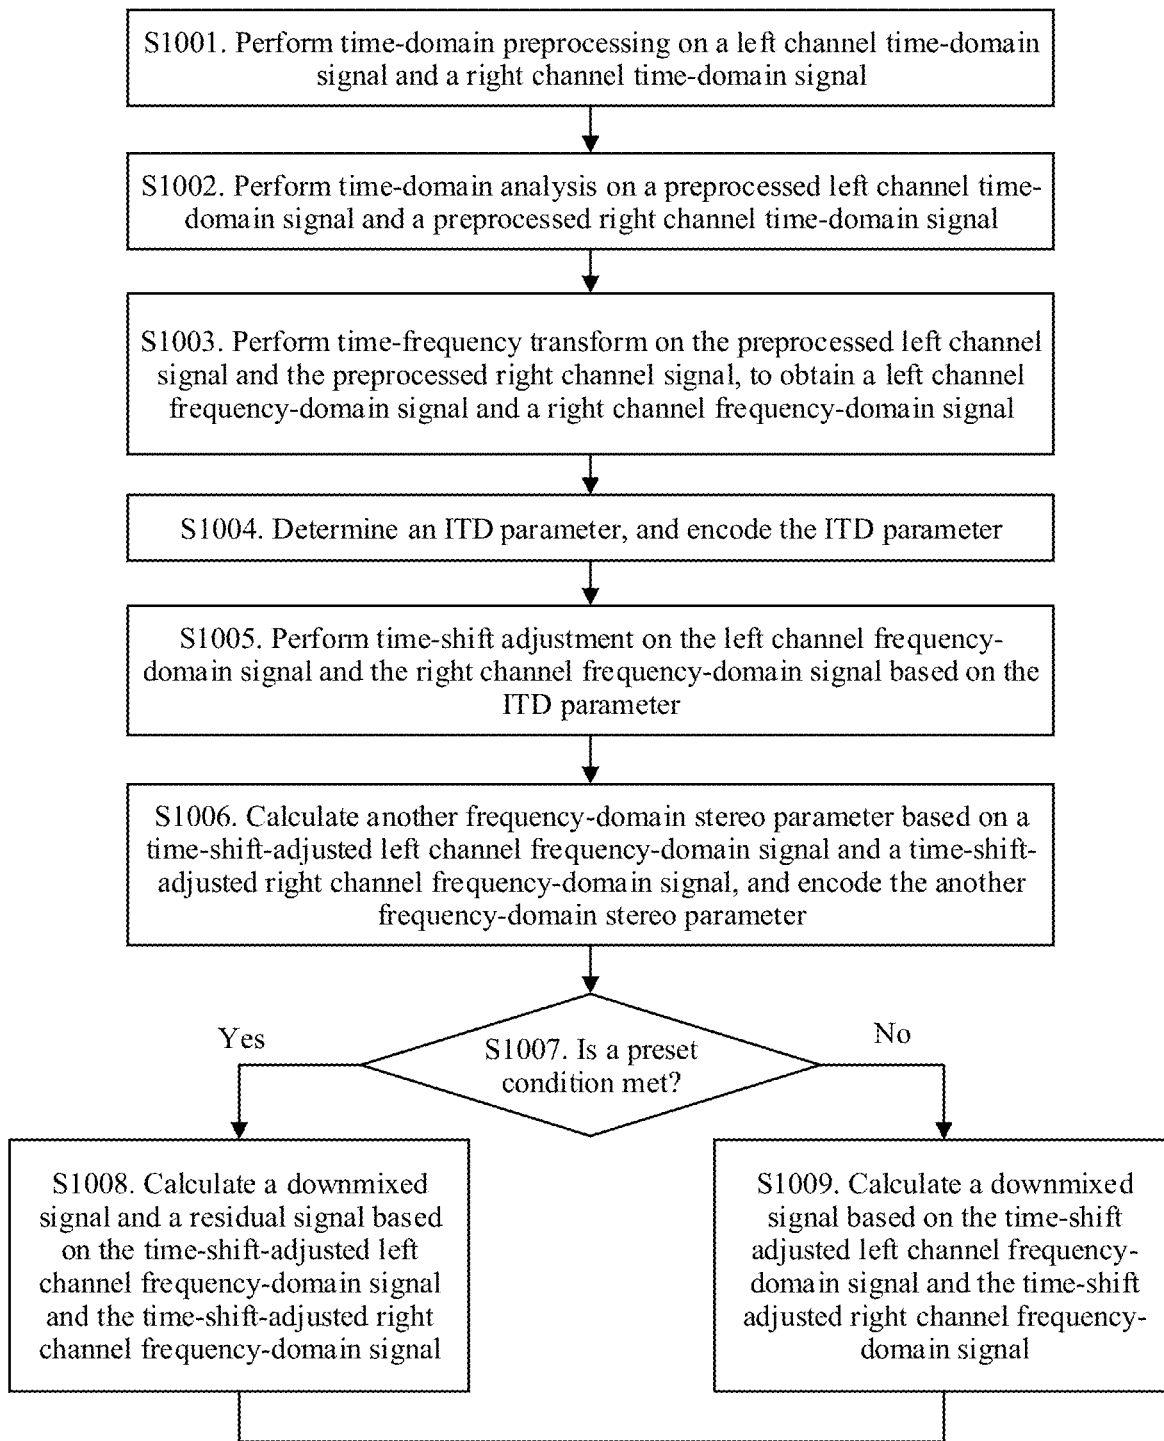 S1001. Perform time-domain preprocessing on a left channel time-domain
signal and a right channel time-domain signal
S1002. Perform time-domain analysis on a preprocessed left channel time-
domain signal and a preprocessed right channel time-domain signal
S1003. Perform time-frequency transform on the preprocessed left channel
signal and the preprocessed right channel signal, to obtain a left channel
frequency-domain signal and a right channel frequency-domain signal
S1004. Determine an ITD parameter, and encode the ITD parameter
S1005. Perform time-shift adjustment on the left channel frequency-
domain signal and the right channel frequency-domain signal based on the
ITD parameter
S1006. Calculate another frequency-domain stereo parameter based on a
time-shift-adjusted left channel frequency-domain signal and a time-shift-
adjusted right channel frequency-domain signal, and encode the another
frequency-domain stereo parameter
Yes
No
S1007. Is a preset
condition met?
S1008. Calculate a downmixed
signal and a residual signal based
on the time-shift-adjusted left
channel frequency-domain signal
and the time-shift-adjusted right
channel frequency-domain signal
S1009. Calculate a downmixed
signal based on the time-shift
adjusted left channel frequency-
domain signal and the time-shift
adjusted right channel frequency-
domain signal